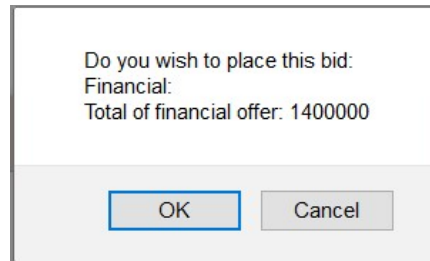 Do you wish to place this bid:
Financial:
Total of financial offer: 1400000
OK
Cancel